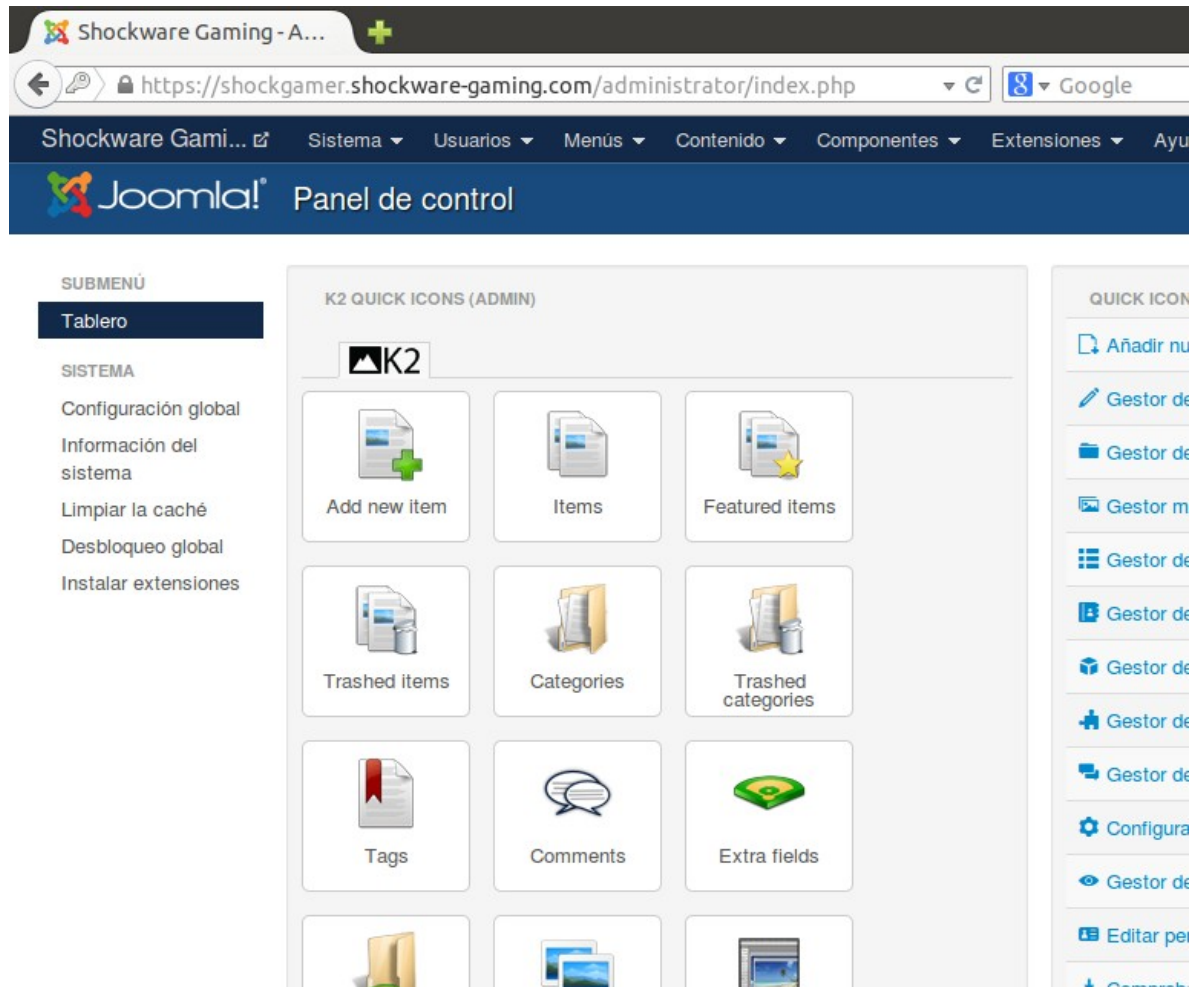 Shockware Gaming - A...
https://shockgamer.shockware-gaming.com/administrator/index.php
Google
Shockware Gami... Sistema Usuarios Menús Contenido Componentes Extensiones Ayu
Joomla! Panel de control
SUBMENÚ
Tablero
SISTEMA
Configuración global
Información del
sistema
Limpiar la caché
Desbloqueo global
Instalar extensiones
K2 QUICK ICONS (ADMIN)
K2
Add new item
Items
Featured items
Trashed items
Categories
Trashed
categories
Tags
Comments
Extra fields
QUICK ICON
Añadir nu
Gestor de
Gestor de
Gestor m
Gestor de
Gestor de
Gestor de
Gestor de
Gestor de
Configura
Gestor de
Editar per